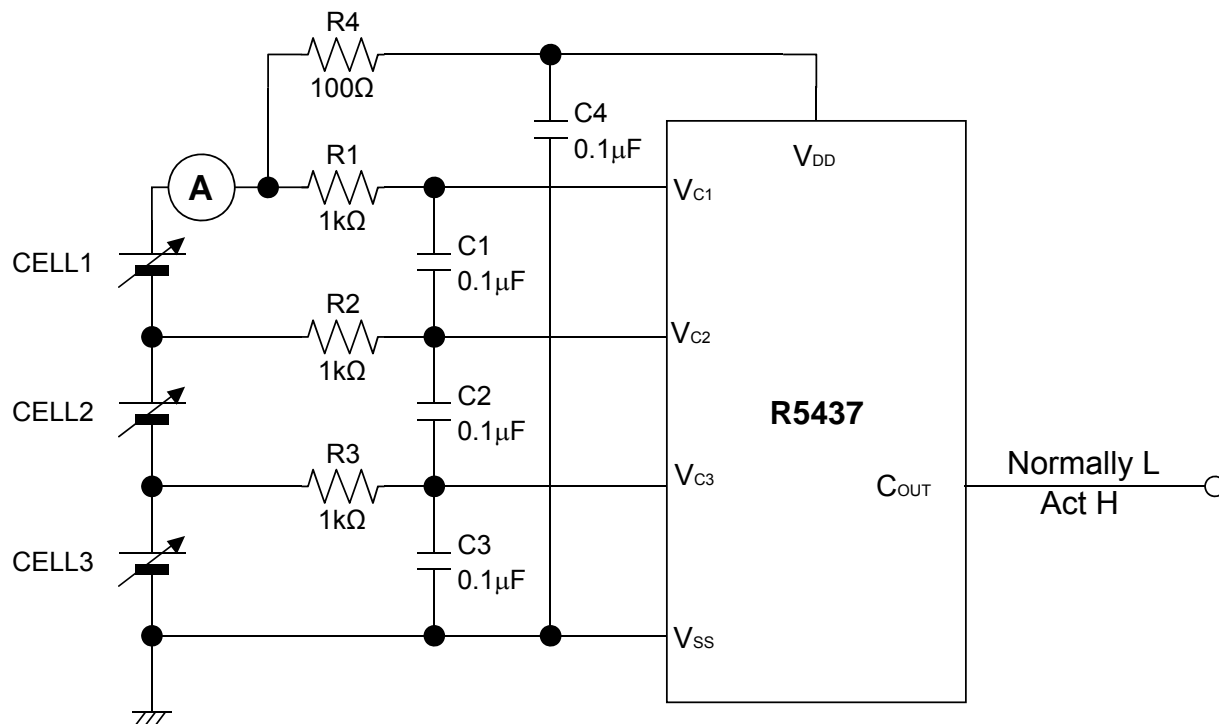 R4
100Ω
C4
0.1μF
VDD
A
R1
1kΩ
VC1
CELL1
C1
0.1μF
R2
1kΩ
VC2
CELL2
C2
0.1μF
R5437
R3
1kΩ
VC3
COUT
Normally L
Act H
CELL3
C3
0.1μF
VSS